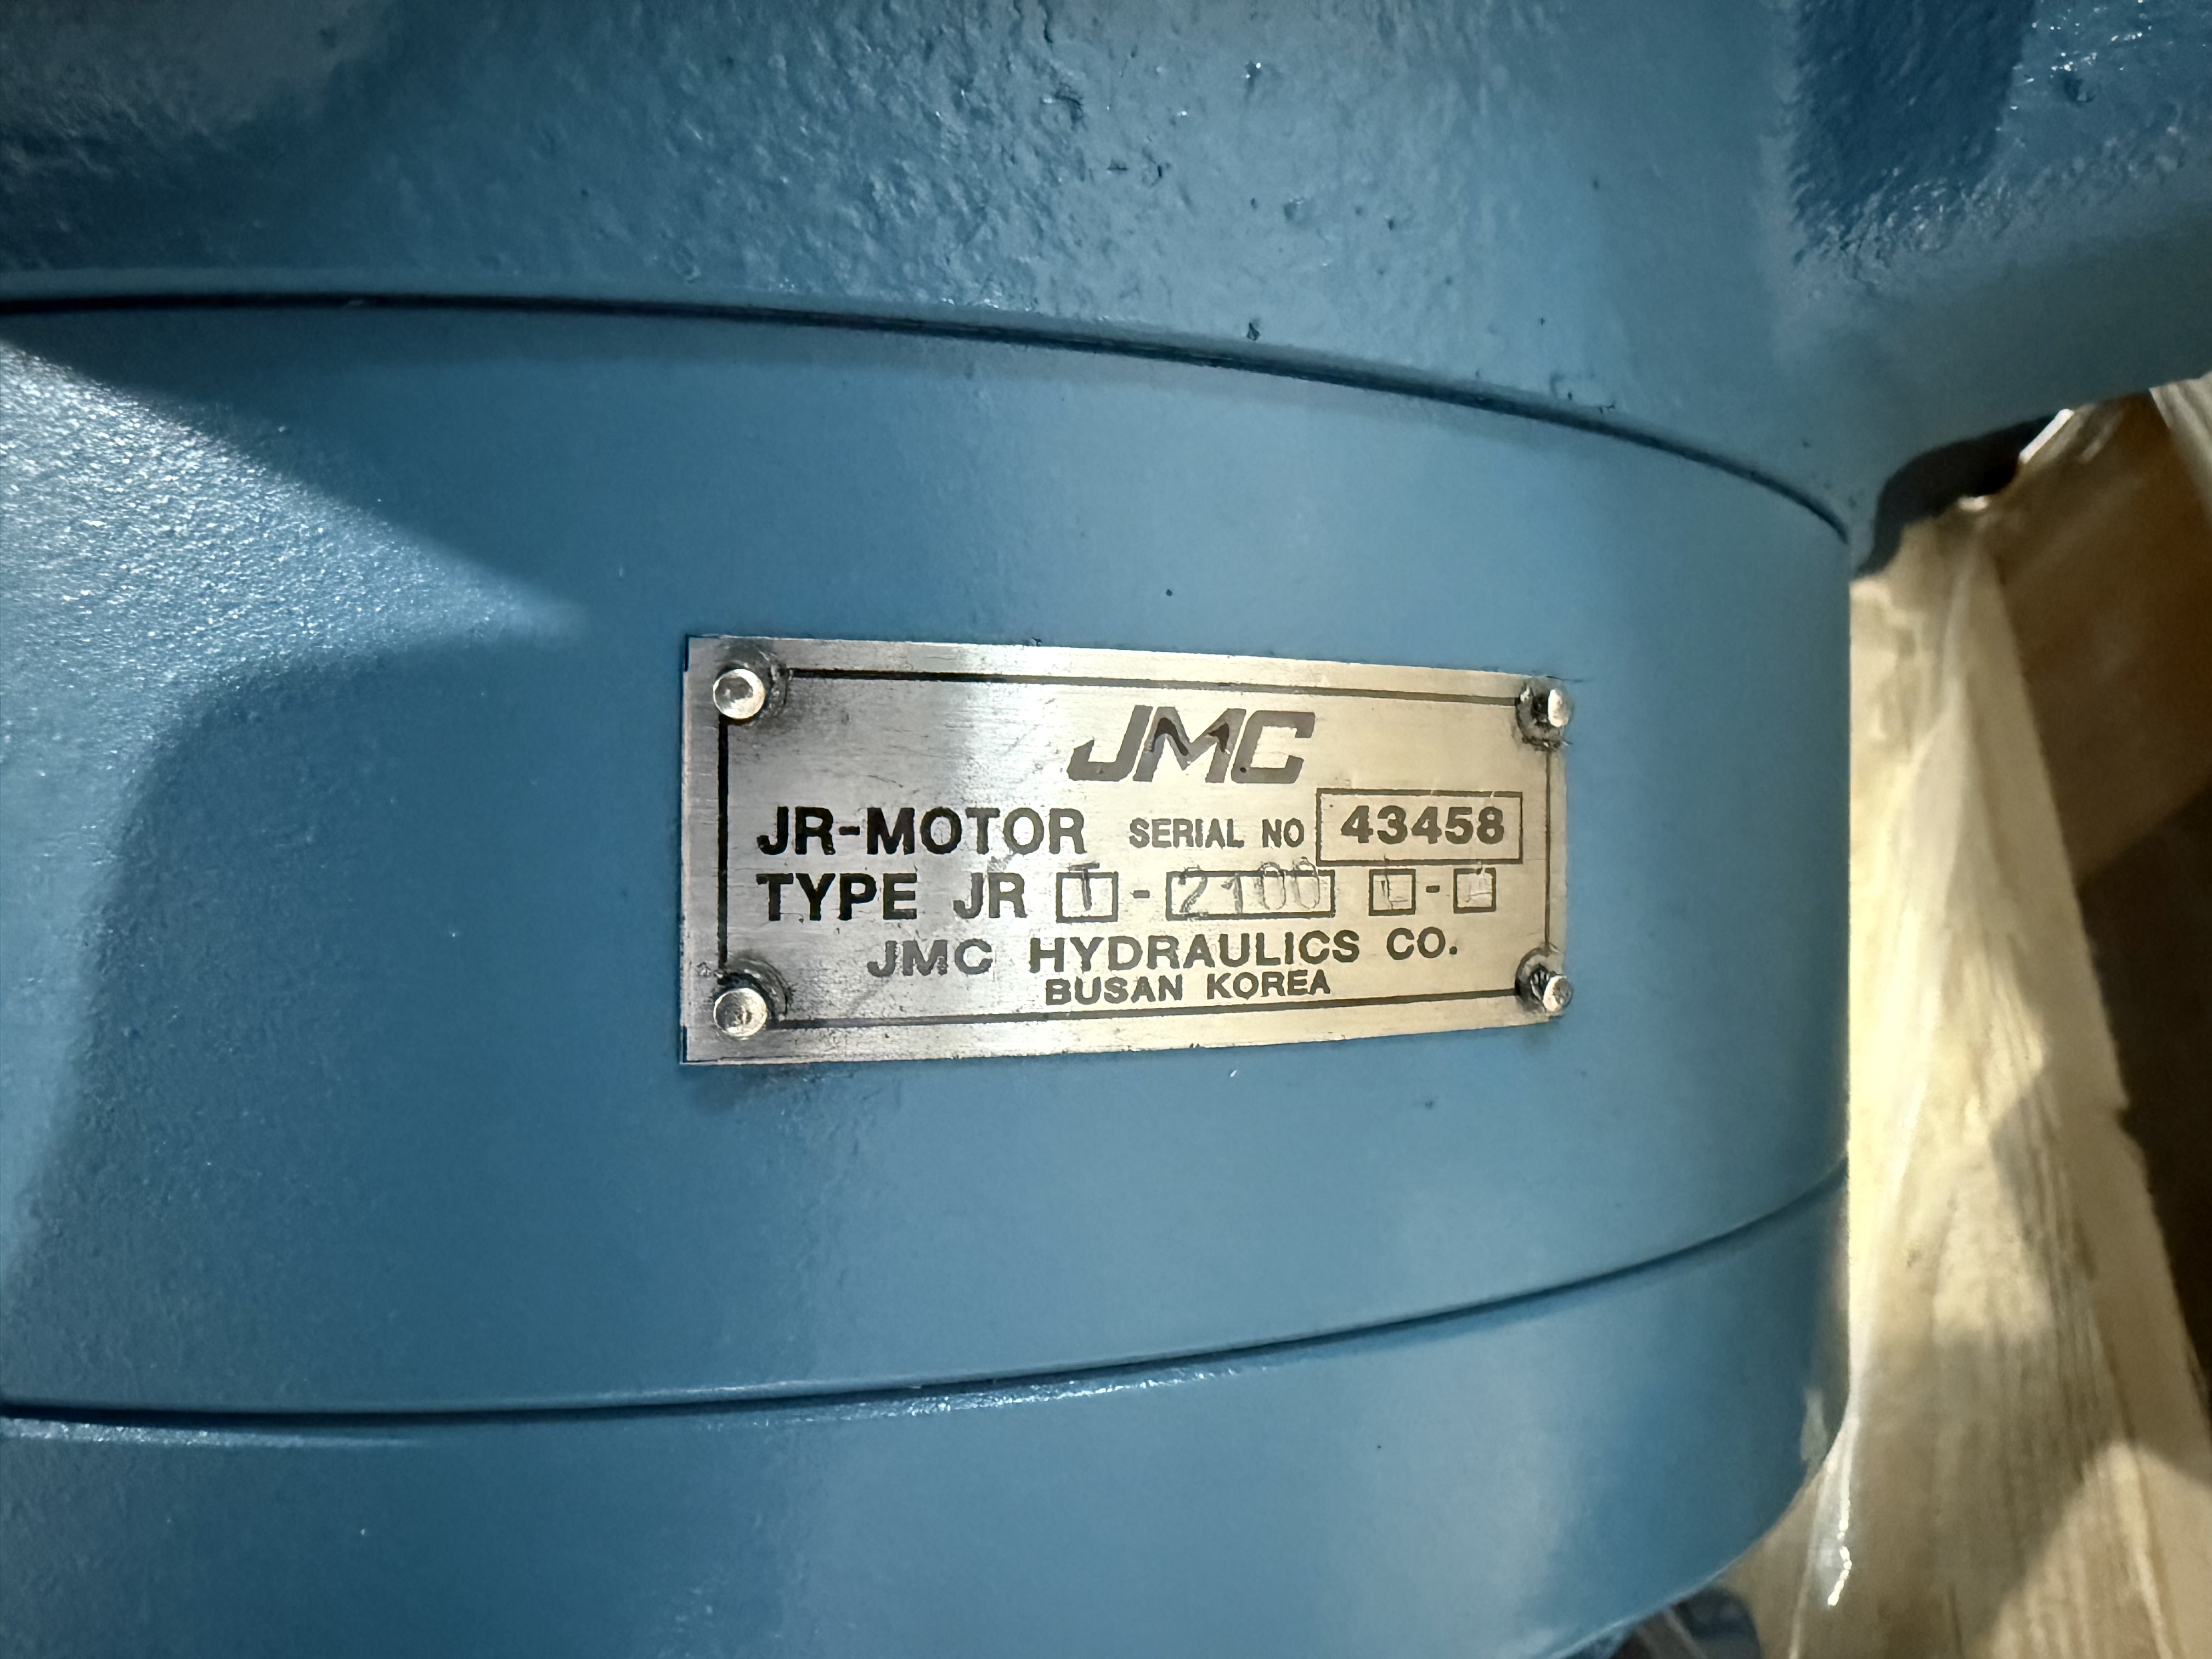 JMC
JR-MOTOR SERIAL NO 43458
TYPE JR T-2100 -
JMC HYDRAULICS CO.
BUSAN KOREA